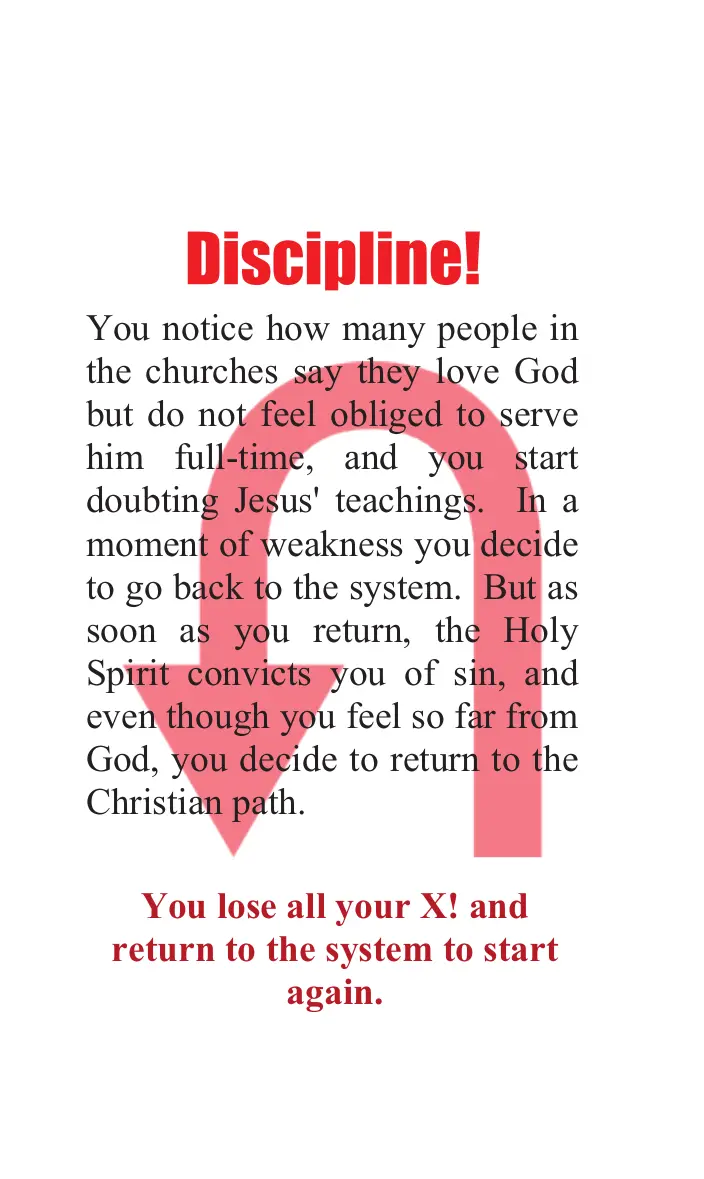 Discipline!
You notice how many people in
the churches say they love God
but do not feel obliged to serve
him full-time, and you start
doubting Jesus' teachings.  In a
moment of weakness you decide
to go back to the system.  But as
soon as you return, the Holy
Spirit convicts you of sin, and
even though you feel so far from
God, you decide to return to the
Christian path.
You lose all your X! and
return to the system to start
again.